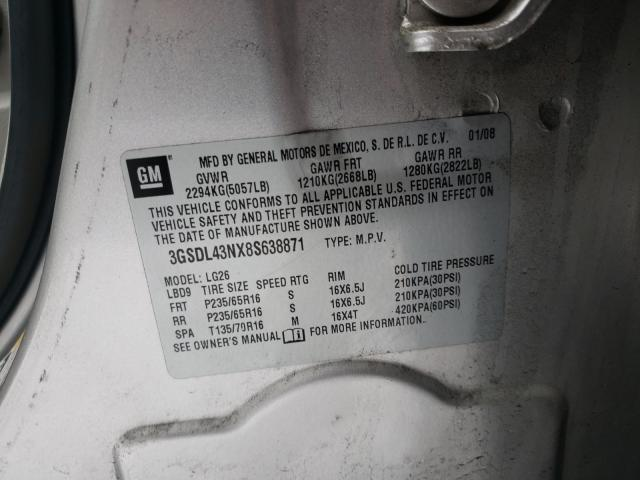 GM
MFD BY GENERAL MOTORS DE MEXICO, S. DE R.L. DE C.V. 01/08
GVWR GAWR FRT GAWR RR
2294KG(5057LB) 1210KG(2668LB) 1280KG(2822LB)
THIS VEHICLE CONFORMS TO ALL APPLICABLE U.S. FEDERAL MOTOR
VEHICLE SAFETY AND THEFT PREVENTION STANDARDS IN EFFECT ON
THE DATE OF MANUFACTURE SHOWN ABOVE.
3GSDL43NX8S638871 TYPE: M.P.V.
MODEL: LG26
LBD9 TIRE SIZE SPEED RTG RIM COLD TIRE PRESSURE
FRT P235/65R16 S 16X6.5J 210KPA(30PSI)
RR P235/65R16 S 16X6.5J 210KPA(30PSI)
SPA T135/70R16 M 16X4T 420KPA(60PSI)
SEE OWNER'S MANUAL FOR MORE INFORMATION.